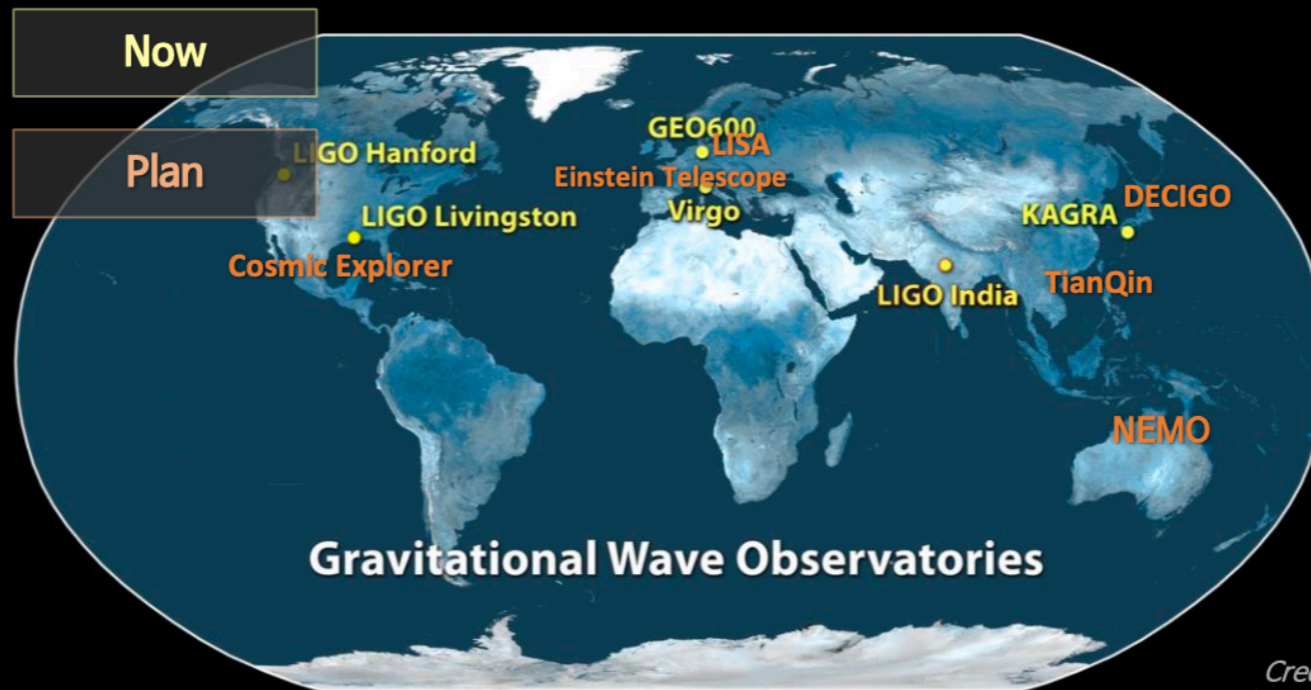 Now
Plan
LIGO Hanford
LIGO Livingston
Cosmic Explorer
GEO600
LISA
Einstein Telescope
Virgo
DECIGO
KAGRA
TianQin
LIGO India
NEMO
Gravitational Wave Observatories